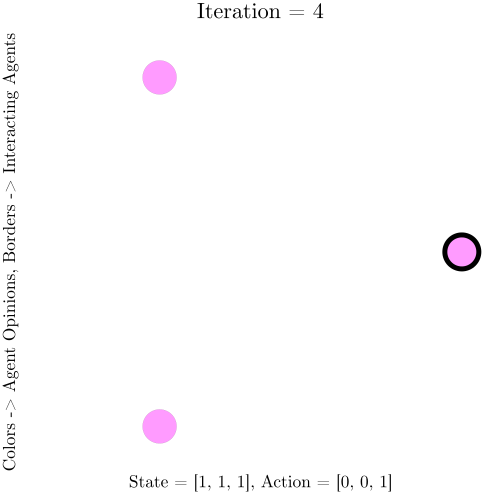 Iteration = 4
Colors -> Agent Opinions, Borders -> Interacting Agents
State = [1, 1, 1], Action = [0, 0, 1]